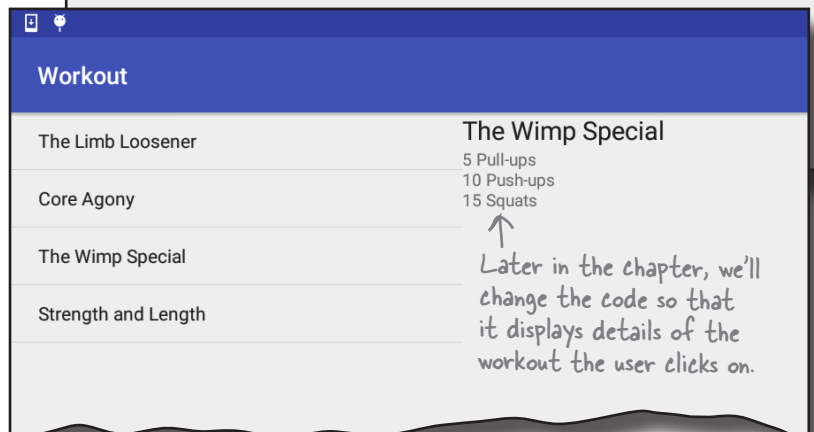 Workout
The Limb Loosener
Core Agony
The Wimp Special
Strength and Length
The Wimp Special
5 Pull-ups
10 Push-ups
15 Squats
Later in the chapter, we'll
change the code so that
it displays details of the
workout the user clicks on.